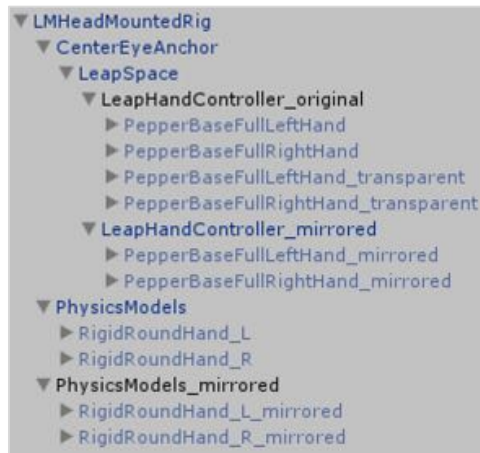 LMHeadMountedRig
CenterEyeAnchor
LeapSpace
LeapHandController_original
PepperBaseFullLeftHand
PepperBaseFullRightHand
PepperBaseFullLeftHand_transparent
PepperBaseFullRightHand_transparent
LeapHandController_mirrored
PepperBaseFullLeftHand_mirrored
PepperBaseFullRightHand_mirrored
PhysicsModels
RigidRoundHand_L
RigidRoundHand_R
PhysicsModels_mirrored
RigidRoundHand_L_mirrored
RigidRoundHand_R_mirrored